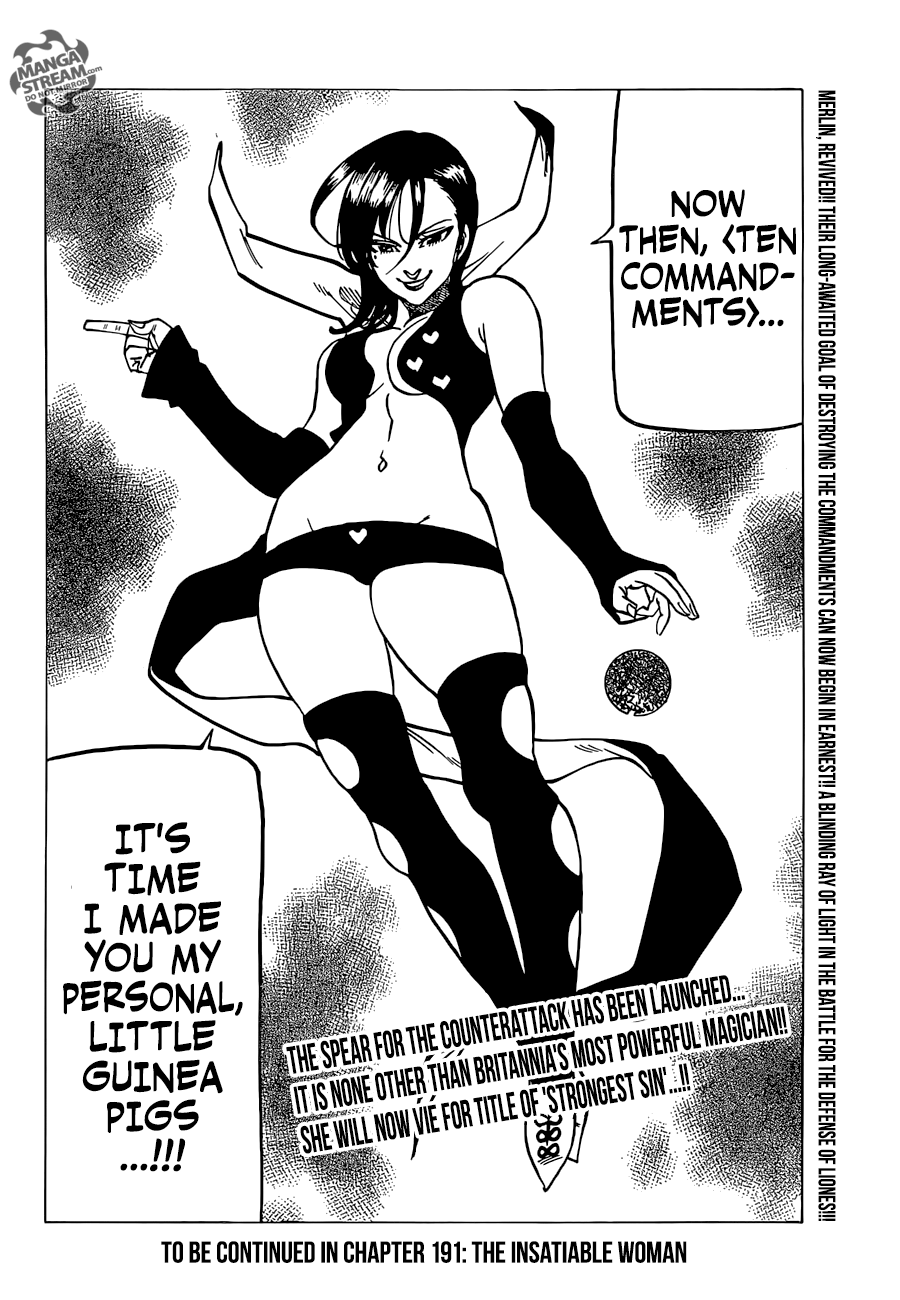 MANGA
STREAM.com
DO NOT MIRROR
NOW
THEN, <TEN
COMMAND-
MENTS>...
MERLIN, REVIVED!! THEIR LONG-AWAITED GOAL OF DESTROYING THE COMMANDMENTS CAN NOW BEGIN IN EARNEST!! A BLINDING RAY OF LIGHT IN THE BATTLE FOR THE DEFENSE OF LIONES!!!
IT'S
TIME
I MADE
YOU MY
PERSONAL,
LITTLE
GUINEA
PIGS
...!!!
THE SPEAR FOR THE COUNTERATTACK HAS BEEN LAUNCHED...
IT IS NONE OTHER THAN BRITANNIA'S MOST POWERFUL MAGICIAN!!
SHE WILL NOW VIE FOR TITLE OF 'STRONGEST SIN'...!!
TO BE CONTINUED IN CHAPTER 191: THE INSATIABLE WOMAN